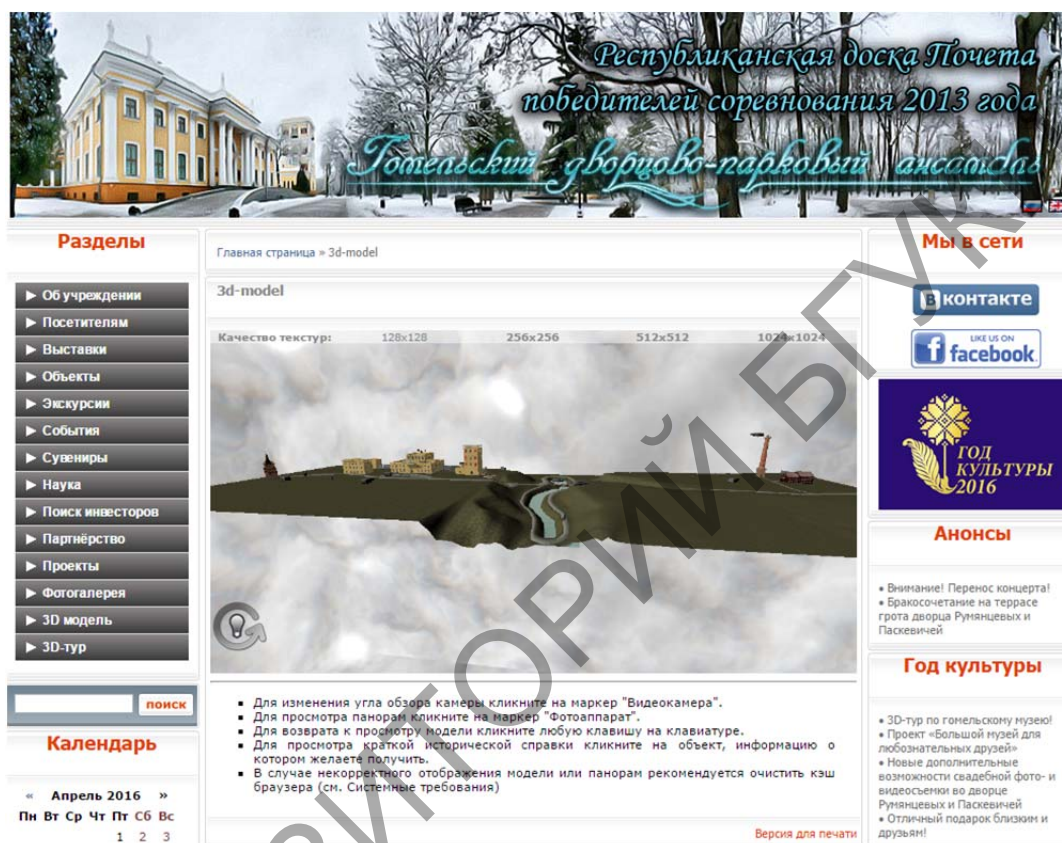 Республиканская доска Почета
победителей соревнования 2013 года
Гомельский дворцово-парковый ансамбль
Разделы
▶ Об учреждении
▶ Посетителям
▶ Выставки
▶ Объекты
▶ Экскурсии
▶ События
▶ Сувениры
▶ Наука
▶ Поиск инвесторов
▶ Партнёрство
▶ Проекты
▶ Фотогалерея
▶ 3D модель
▶ 3D-тур
поиск
Календарь
« Апрель 2016 »
Пн Вт Ср Чт Пт Сб Вс
1 2 3
Главная страница » 3d-model
3d-model
Качество текстур: 128x128 256x256 512x512 1024x1024
▪ Для изменения угла обзора камеры кликните на маркер "Видеокамера".
▪ Для просмотра панорам кликните на маркер "Фотоаппарат".
▪ Для возврата к просмотру модели кликните любую клавишу на клавиатуре.
▪ Для просмотра краткой исторической справки кликните на объект, информацию о
котором желаете получить.
▪ В случае некорректного отображения модели или панорам рекомендуется очистить кэш
браузера (см. Системные требования)
Версия для печати
Мы в сети
В контакте
LIKE US ON
facebook
ГОД
КУЛЬТУРЫ
2016
Анонсы
• Внимание! Перенос концерта!
• Бракосочетание на террасе
грота дворца Румянцевых и
Паскевичей
Год культуры
• 3D-тур по гомельскому музею!
• Проект «Большой музей для
любознательных друзей»
• Новые дополнительные
возможности свадебной фото- и
видеосъемки во дворце
Румянцевых и Паскевичей
• Отличный подарок близким и
друзьям!
ЗИТОРИЙ БГУК